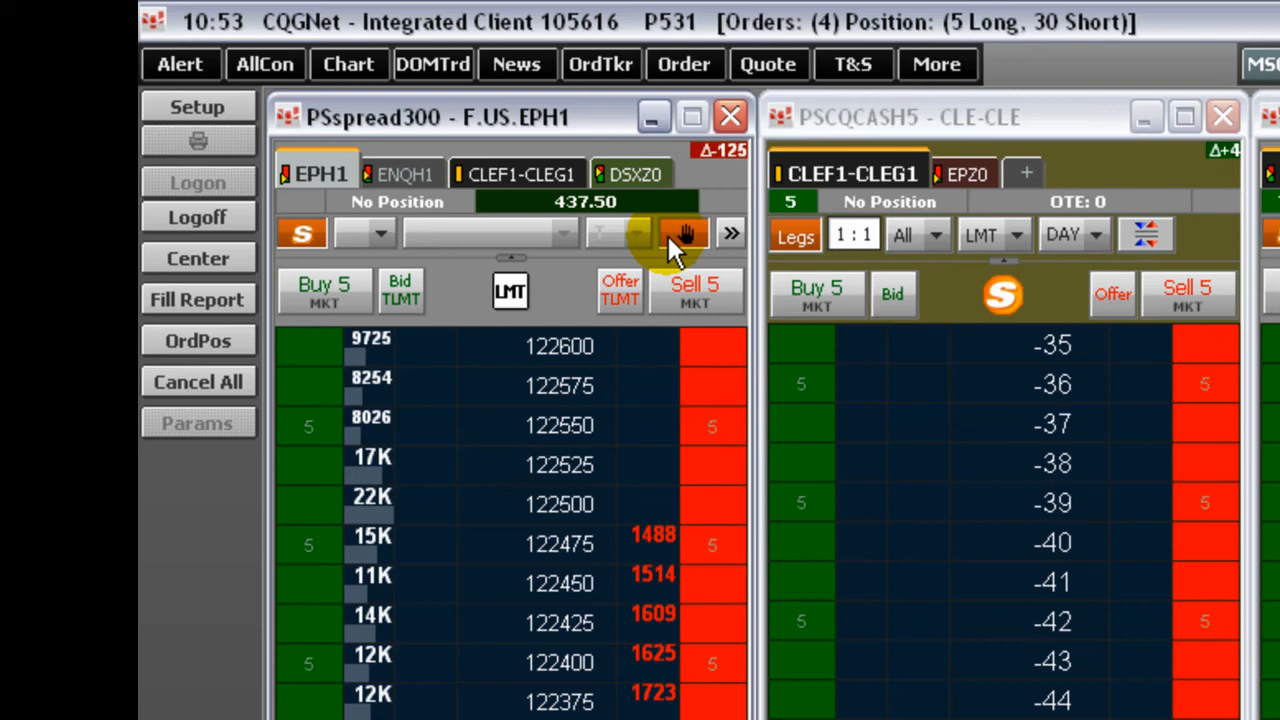 10:53 CQGNet - Integrated Client 105616 P531 [Orders: (4) Position: (5 Long, 30 Short)]
Alert AllCon Chart DOMTrd News OrdTkr Order Quote T&S More
Setup
Logon
Logoff
Center
Fill Report
OrdPos
Cancel All
Params
PSspread300 - F.US.EPH1
Δ-125
EPH1 ENQH1 CLEF1-CLEG1 DSXZ0
No Position 437.50
S
Buy 5 MKT
Bid TLMT
LMT
Offer TLMT
Sell 5 MKT
9725 122600
8254 122575
5 8026 122550 5
17K 122525
22K 122500
5 15K 122475 1488 5
11K 122450 1514
14K 122425 1609
5 12K 122400 1625 5
12K 122375 1723
PSCQCASH5 - CLE-CLE
Δ+4
CLEF1-CLEG1 EPZ0 +
5 No Position OTE: 0
Legs 1 : 1 All LMT DAY
Buy 5 MKT
Bid
S
Offer
Sell 5 MKT
-35
5 -36 5
-37
-38
5 -39 5
-40
-41
5 -42 5
-43
-44